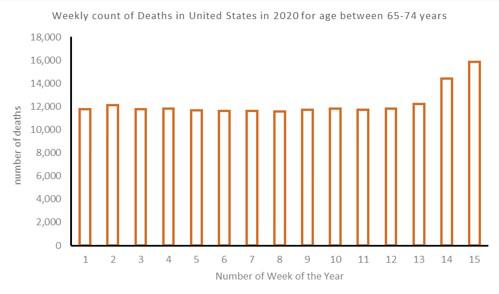 Weekly count of Deaths in United States in 2020 for age between 65-74 years
18,000
16,000
14,000
12,000
10,000
8,000
6,000
4,000
2,000
0
number of deaths
1 2 3 4 5 6 7 8 9 10 11 12 13 14 15
Number of Week of the Year